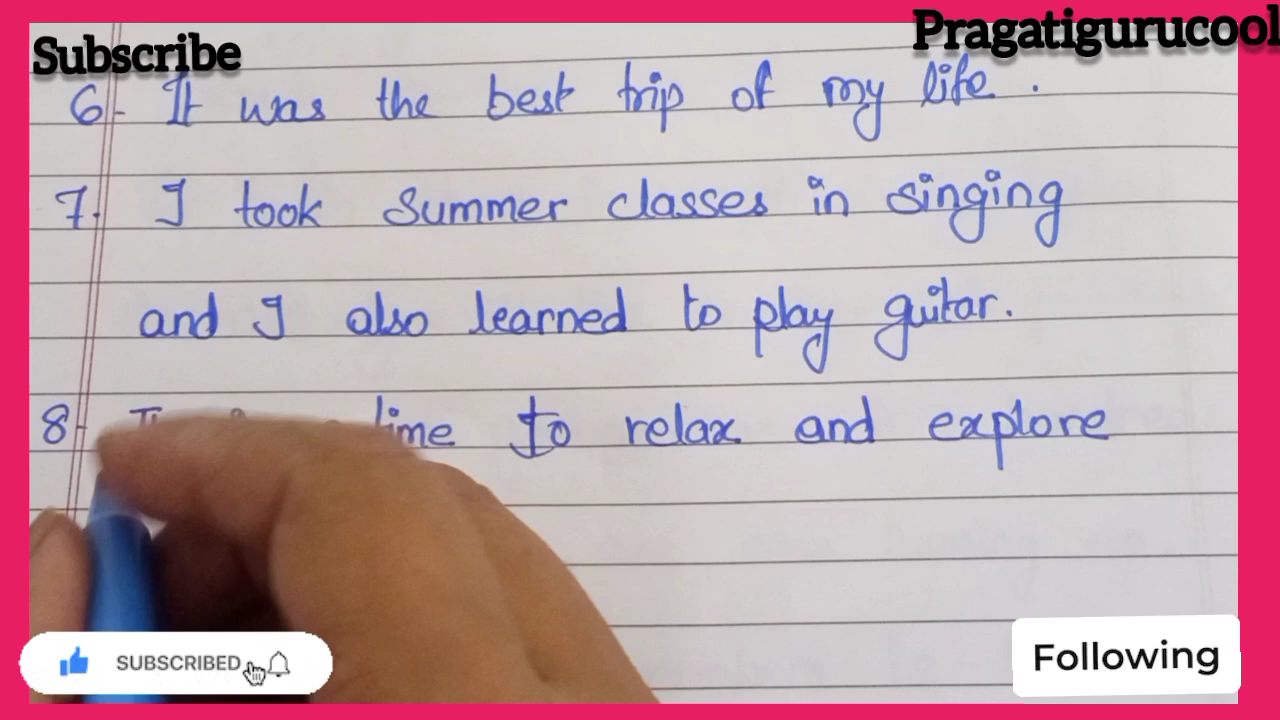 Subscribe
Pragatigurucool
6- It was the best trip of my life .
7- I took Summer classes in singing
and I also learned to play guitar.
8- time to relax and explore
SUBSCRIBED
Following